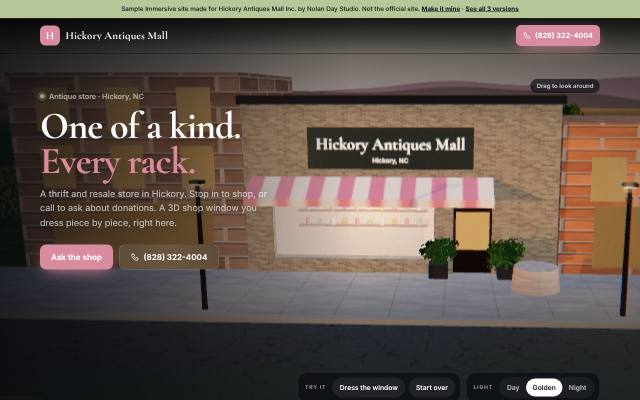 Sample Immersive site made for Hickory Antiques Mall Inc. by Nolan Day Studio. Not the official site. Make it mine · See all 3 versions
H Hickory Antiques Mall
(828) 322-4004
Drag to look around
Antique store · Hickory, NC
One of a kind.
Every rack.
A thrift and resale store in Hickory. Stop in to shop, or
call to ask about donations. A 3D shop window you
dress piece by piece, right here.
Ask the shop
(828) 322-4004
Hickory Antiques Mall
Hickory, NC
TRY IT Dress the window Start over
LIGHT Day Golden Night